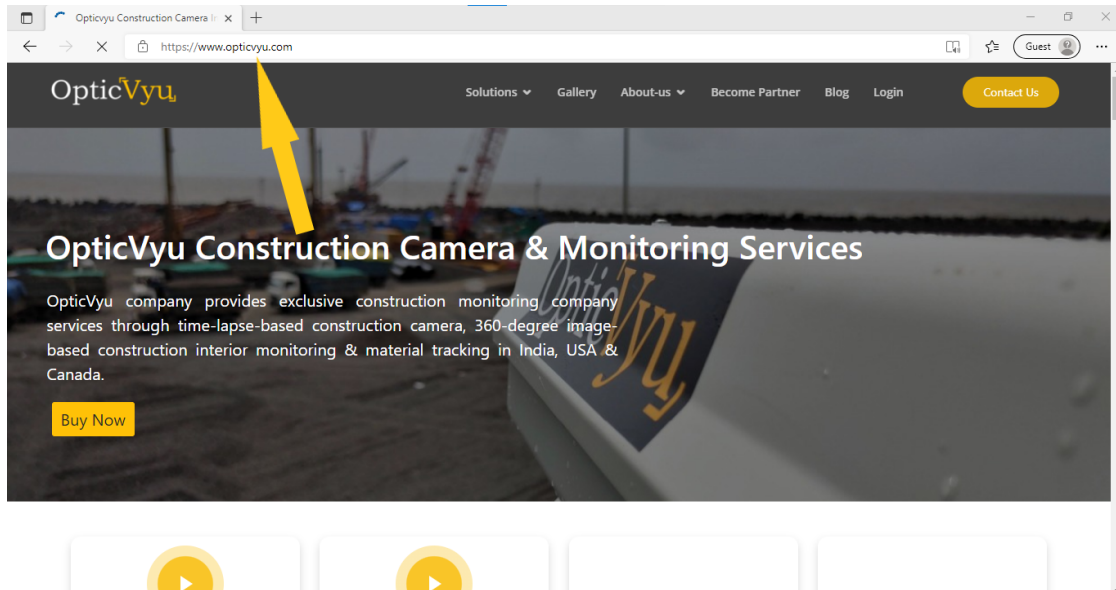 Opticvyu Construction Camera In
https://www.opticvyu.com
Guest
OpticVyu
Solutions
Gallery
About-us
Become Partner
Blog
Login
Contact Us
OpticVyu Construction Camera & Monitoring Services
OpticVyu company provides exclusive construction monitoring company
services through time-lapse-based construction camera, 360-degree image-
based construction interior monitoring & material tracking in India, USA &
Canada.
OpticVyu
Buy Now